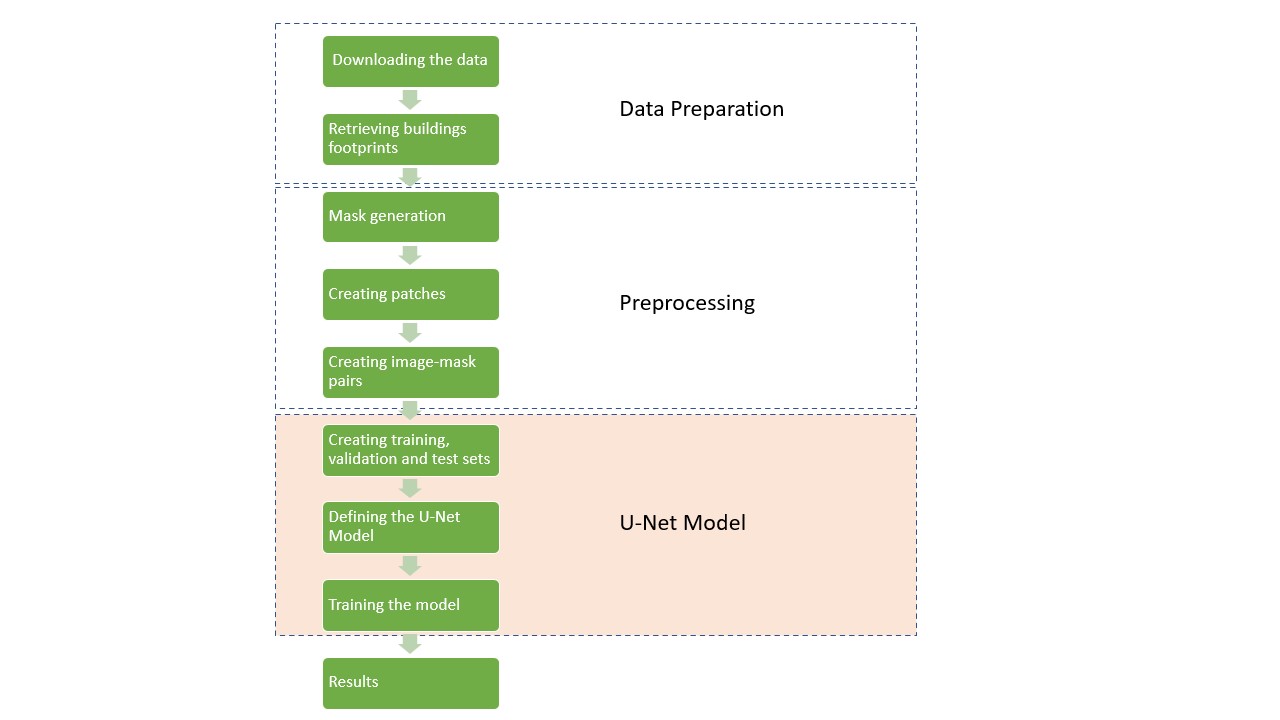 Downloading the data
Data Preparation
Retrieving buildings
footprints
Mask generation
Creating patches
Preprocessing
Creating image-mask
pairs
Creating training,
validation and test sets
Defining the U-Net
Model
U-Net Model
Training the model
Results